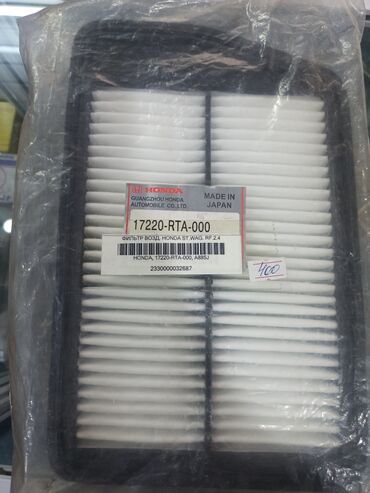 HONDA
GUANGZHOU HONDA
AUTOMOBILE CO.,LTD
MADE IN
JAPAN
17220-RTA-000
ФИЛЬТР ВОЗД. HONDA ST.WAG. RF 2.4
HONDA, 17220-RTA-000, A885J
2330000032687
400